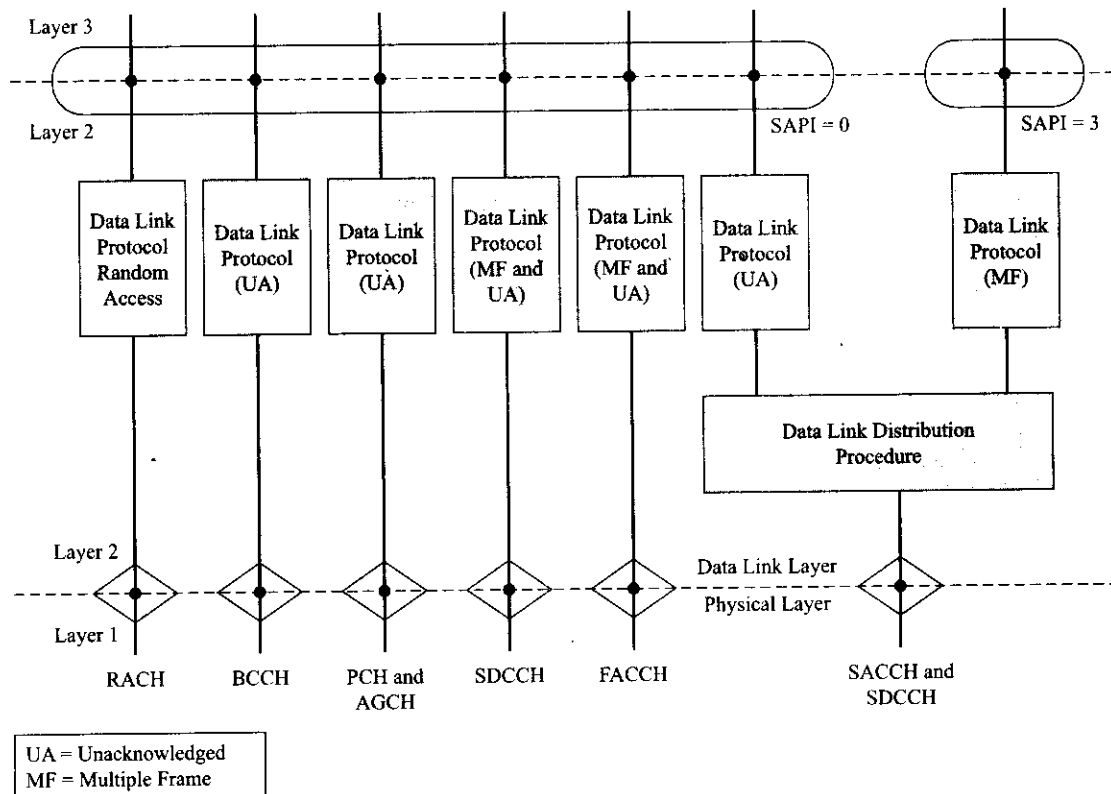 Layer 3
Layer 2
SAPI = 0
SAPI = 3
Data Link
Protocol
Random
Access
Data Link
Protocol
(UA)
Data Link
Protocol
(UA)
Data Link
Protocol
(MF and
UA)
Data Link
Protocol
(MF and
UA)
Data Link
Protocol
(UA)
Data Link
Protocol
(MF)
Data Link Distribution
Procedure
Layer 2
Data Link Layer
Physical Layer
Layer 1
RACH
BCCH
PCH and
AGCH
SDCCH
FACCH
SACCH and
SDCCH
UA = Unacknowledged
MF = Multiple Frame